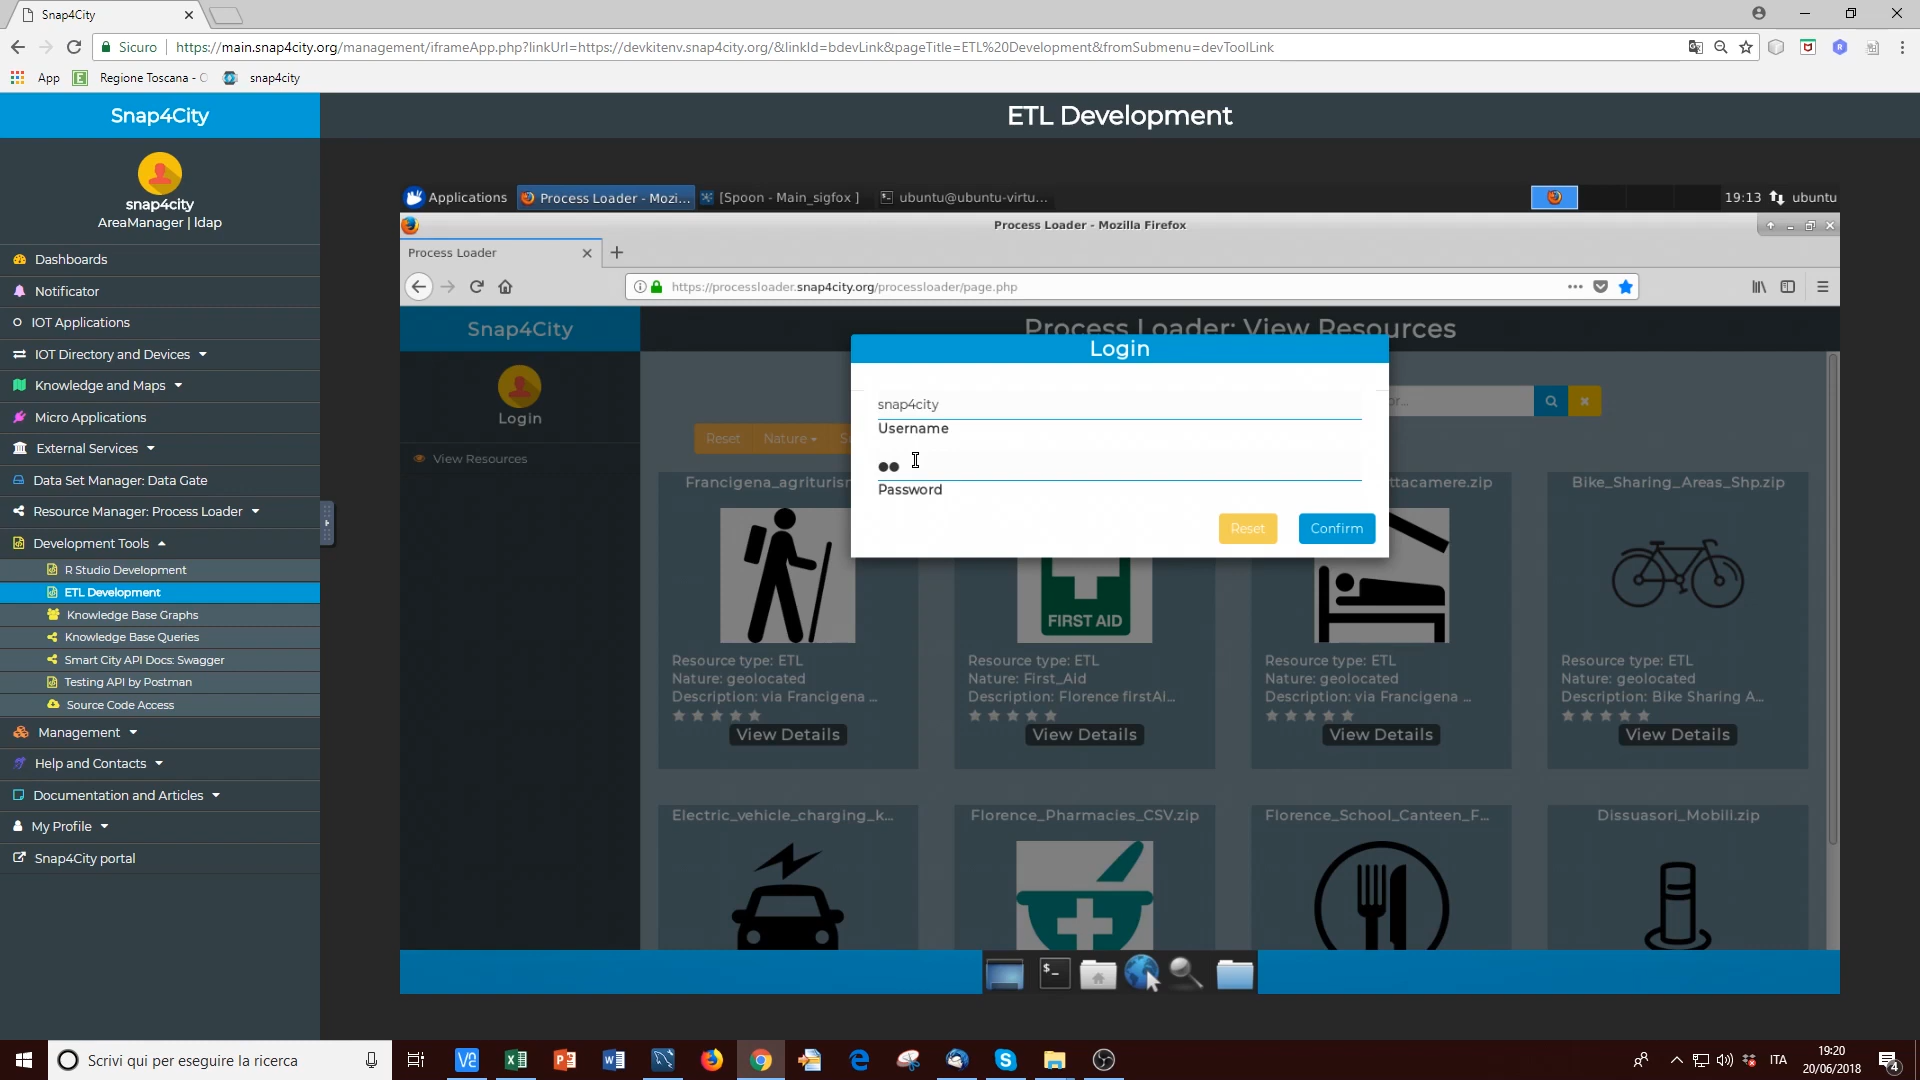 Snap4City
Sicuro
https://main.snap4city.org/management/iframeApp.php?linkUrl=https://devkitenv.snap4city.org/&linkId=bdevLink&pageTitle=ETL%20Development&fromSubmenu=devToolLink
App
Regione Toscana -
snap4city
Snap4City
ETL Development
snap4city
AreaManager | ldap
Dashboards
Notificator
IOT Applications
IOT Directory and Devices
Knowledge and Maps
Micro Applications
External Services
Data Set Manager: Data Gate
Resource Manager: Process Loader
Development Tools
R Studio Development
ETL Development
Knowledge Base Graphs
Knowledge Base Queries
Smart City API Docs: Swagger
Testing API by Postman
Source Code Access
Management
Help and Contacts
Documentation and Articles
My Profile
Snap4City portal
Applications
Process Loader - Mozi...
[Spoon - Main_sigfox ]
ubuntu@ubuntu-virtu...
19:13
ubuntu
Process Loader - Mozilla Firefox
Process Loader
https://processloader.snap4city.org/processloader/page.php
Snap4City
Process Loader: View Resources
Login
View Resources
Login
snap4city
Username
Password
Reset
Confirm
Reset
Nature
Francigena_agriturisr
ttacamere.zip
Bike_Sharing_Areas_Shp.zip
FIRST AID
Resource type: ETL
Nature: geolocated
Description: via Francigena ...
View Details
Resource type: ETL
Nature: First_Aid
Description: Florence firstAi...
View Details
Resource type: ETL
Nature: geolocated
Description: via Francigena ...
View Details
Resource type: ETL
Nature: geolocated
Description: Bike Sharing A...
View Details
Electric_vehicle_charging_k...
Florence_Pharmacies_CSV.zip
Florence_School_Canteen_F...
Dissuasori_Mobili.zip
Scrivi qui per eseguire la ricerca
ITA
19:20
20/06/2018
4